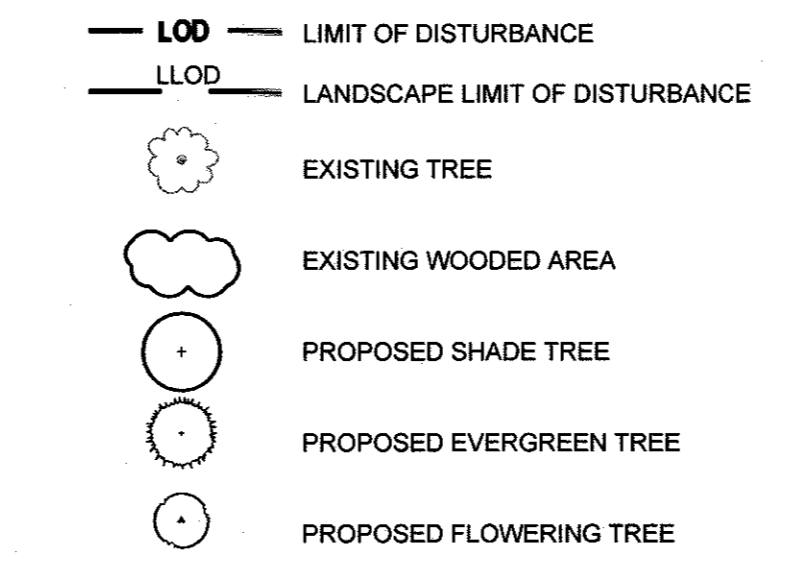 LOD LIMIT OF DISTURBANCE
LLOD LANDSCAPE LIMIT OF DISTURBANCE
EXISTING TREE
EXISTING WOODED AREA
PROPOSED SHADE TREE
PROPOSED EVERGREEN TREE
PROPOSED FLOWERING TREE